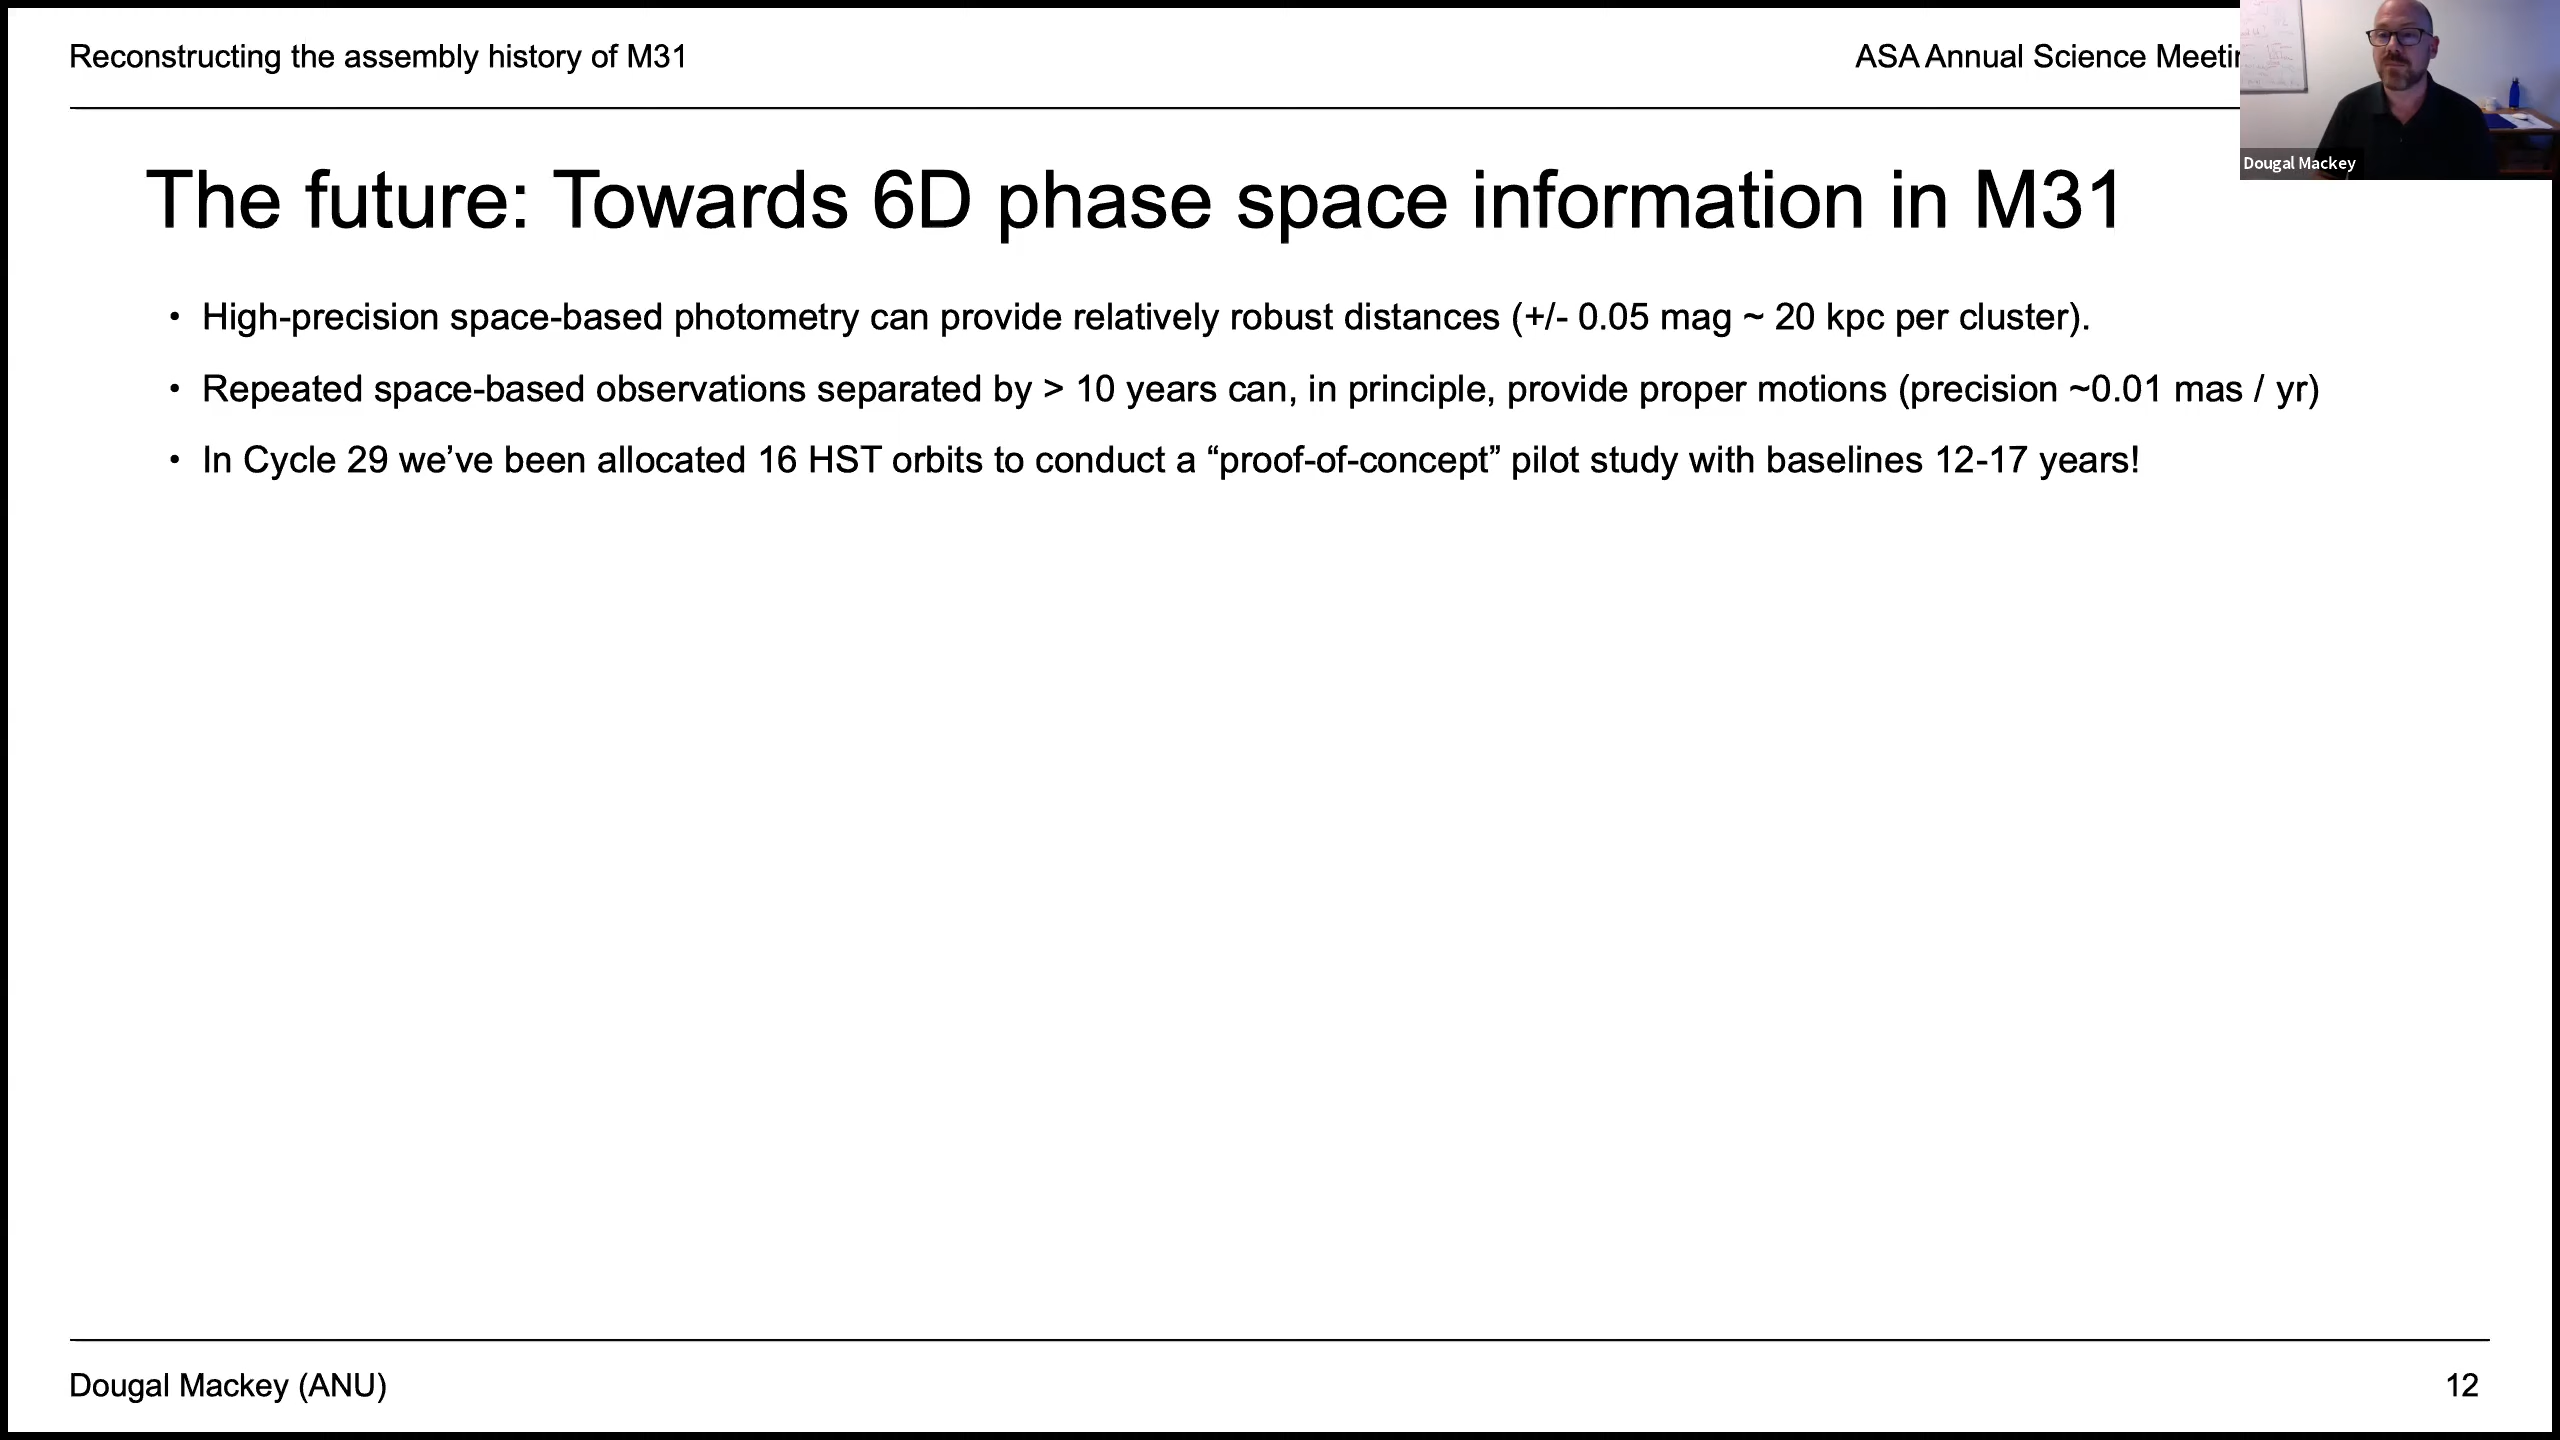 Reconstructing the assembly history of M31
ASA Annual Science
Dougal Mackey
The future: Towards 6D phase space information in M31
• High-precision space-based photometry can provide relatively robust distances (+/- 0.05 mag ~ 20 kpc per cluster).
• Repeated space-based observations separated by > 10 years can, in principle, provide proper motions (precision ~0.01 mas / yr)
• In Cycle 29 we’ve been allocated 16 HST orbits to conduct a “proof-of-concept” pilot study with baselines 12-17 years!
Dougal Mackey (ANU)
12